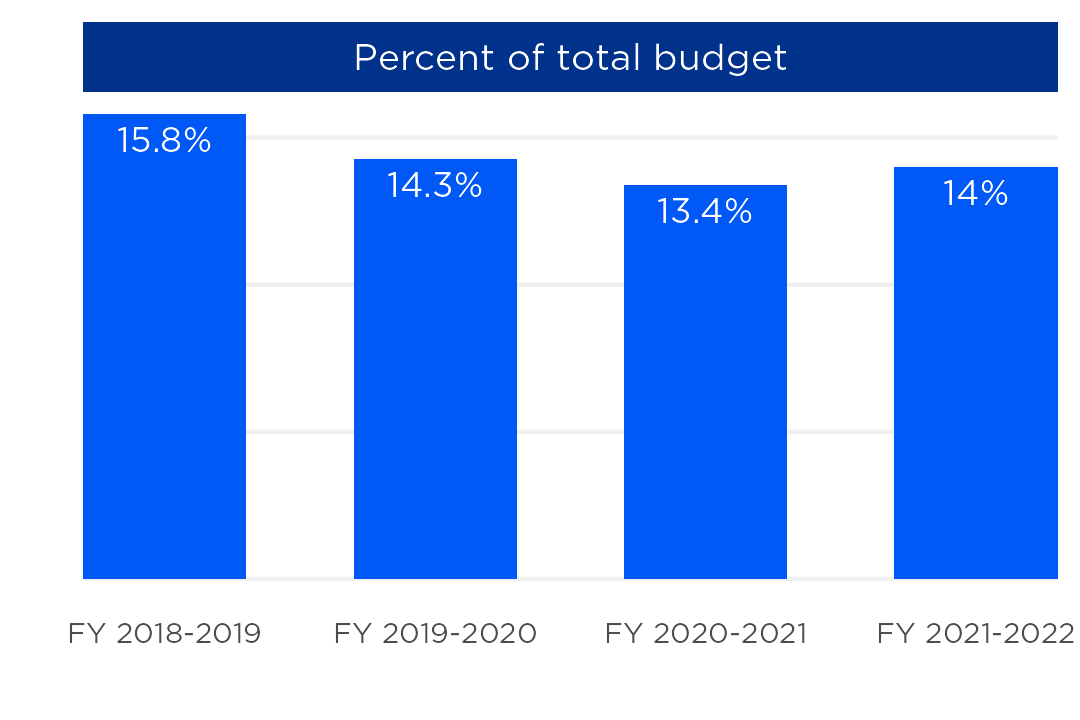 Percent of total budget
15.8%
14.3%
13.4%
14%
FY 2018-2019
FY 2019-2020
FY 2020-2021
FY 2021-2022